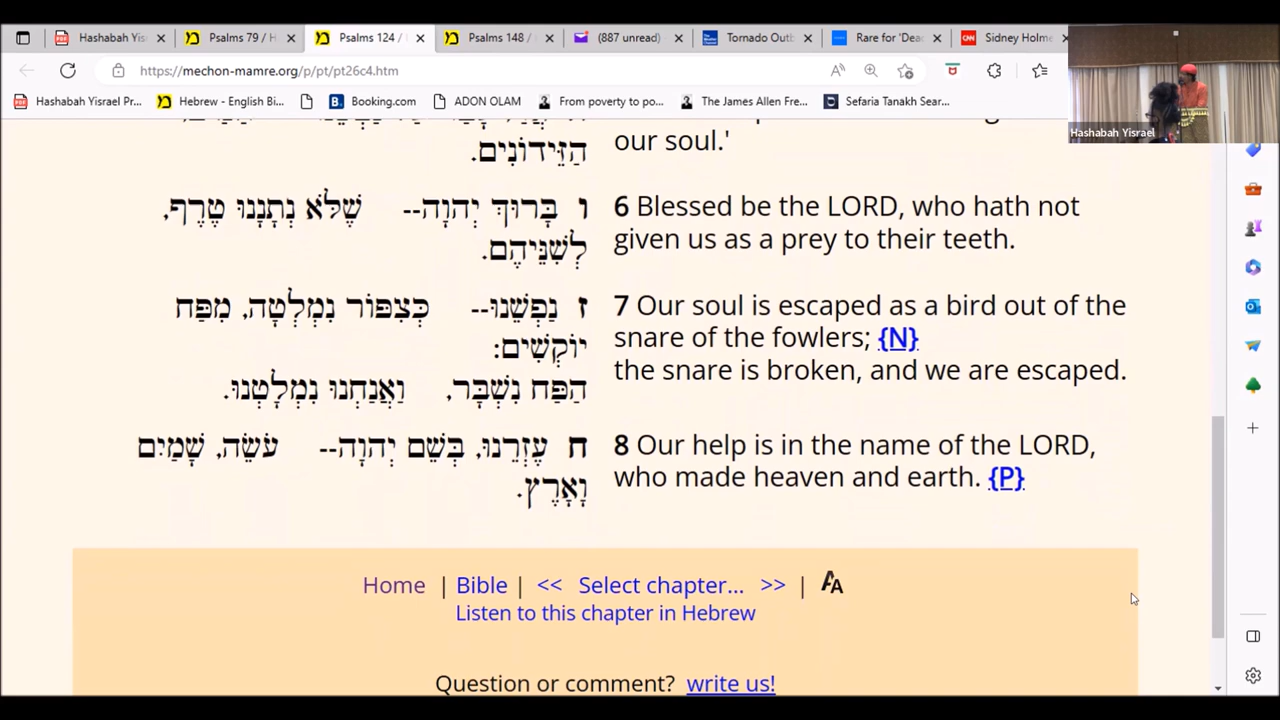 Hashabah Yis
Psalms 79 / H
Psalms 124 /
Psalms 148 /
(887 unread)
Tornado Outb
Rare for 'Dead
Sidney Holme
https://mechon-mamre.org/p/pt/pt26c4.htm
Hashabah Yisrael Pr...
Hebrew - English Bi...
Booking.com
ADON OLAM
From poverty to po...
The James Allen Fre...
Sefaria Tanakh Sear...
Hashabah Yisrael
הַזֵּידוֹנִים.
our soul.'
ו בָּרוּךְ יְהוָה-- שֶׁלֹּא נְתָנָנוּ טֶרֶף,
לְשִׁנֵּיהֶם.
6 Blessed be the LORD, who hath not
given us as a prey to their teeth.
ז נַפְשֵׁנוּ-- כְּצִפּוֹר נִמְלְטָה, מִפַּח
יוֹקְשִׁים:
הַפַּח נִשְׁבָּר, וַאֲנַחְנוּ נִמְלָטְנוּ.
7 Our soul is escaped as a bird out of the
snare of the fowlers; {N}
the snare is broken, and we are escaped.
ח עֶזְרֵנוּ, בְּשֵׁם יְהוָה-- עֹשֵׂה, שָׁמַיִם
וָאָרֶץ.
8 Our help is in the name of the LORD,
who made heaven and earth. {P}
Home | Bible | << Select chapter... >> | AA
Listen to this chapter in Hebrew
Question or comment? write us!